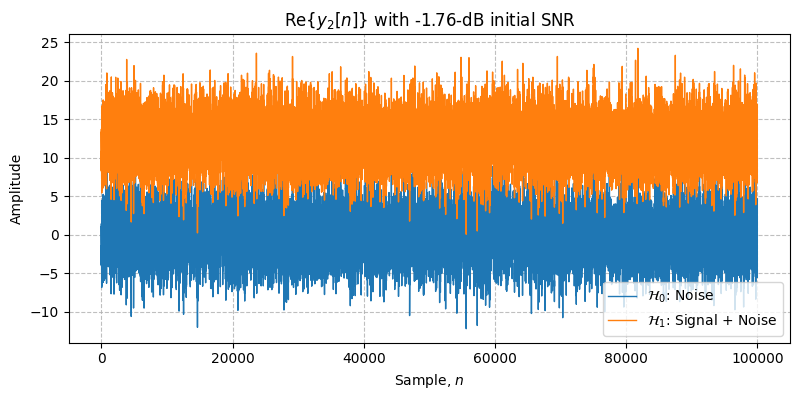 Re{y₂[n]} with -1.76-dB initial SNR
25
20
15
10
5
0
−5
−10
Amplitude
0
20000
40000
60000
80000
100000
Sample, n
ℋ₀: Noise
ℋ₁: Signal + Noise